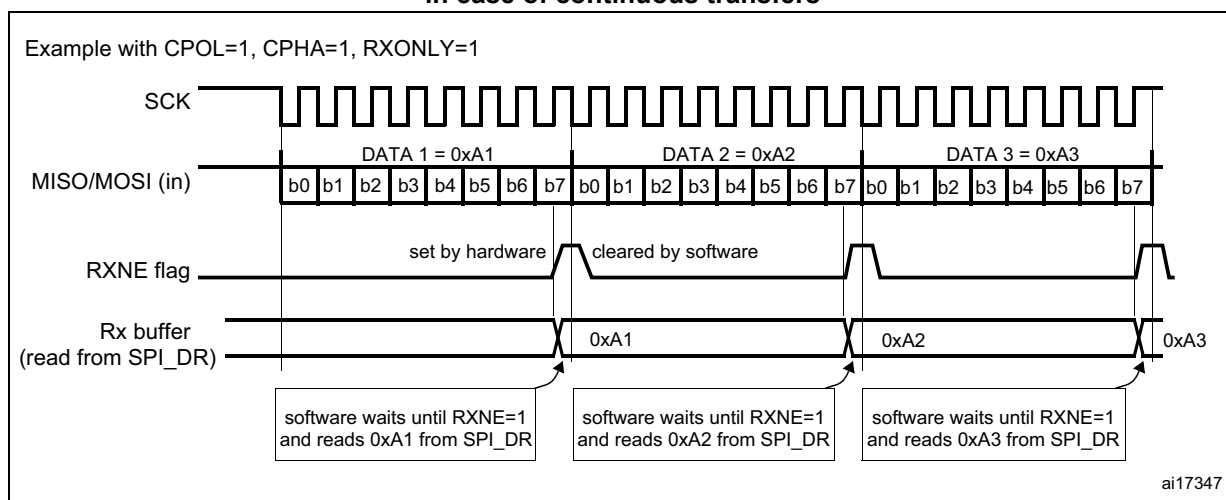 in case of continuous transfers
Example with CPOL=1, CPHA=1, RXONLY=1
SCK
DATA 1 = 0xA1
DATA 2 = 0xA2
DATA 3 = 0xA3
MISO/MOSI (in)
b0 b1 b2 b3 b4 b5 b6 b7 b0 b1 b2 b3 b4 b5 b6 b7 b0 b1 b2 b3 b4 b5 b6 b7
set by hardware
cleared by software
RXNE flag
Rx buffer
(read from SPI_DR)
0xA1
0xA2
0xA3
software waits until RXNE=1
and reads 0xA1 from SPI_DR
software waits until RXNE=1
and reads 0xA2 from SPI_DR
software waits until RXNE=1
and reads 0xA3 from SPI_DR
ai17347